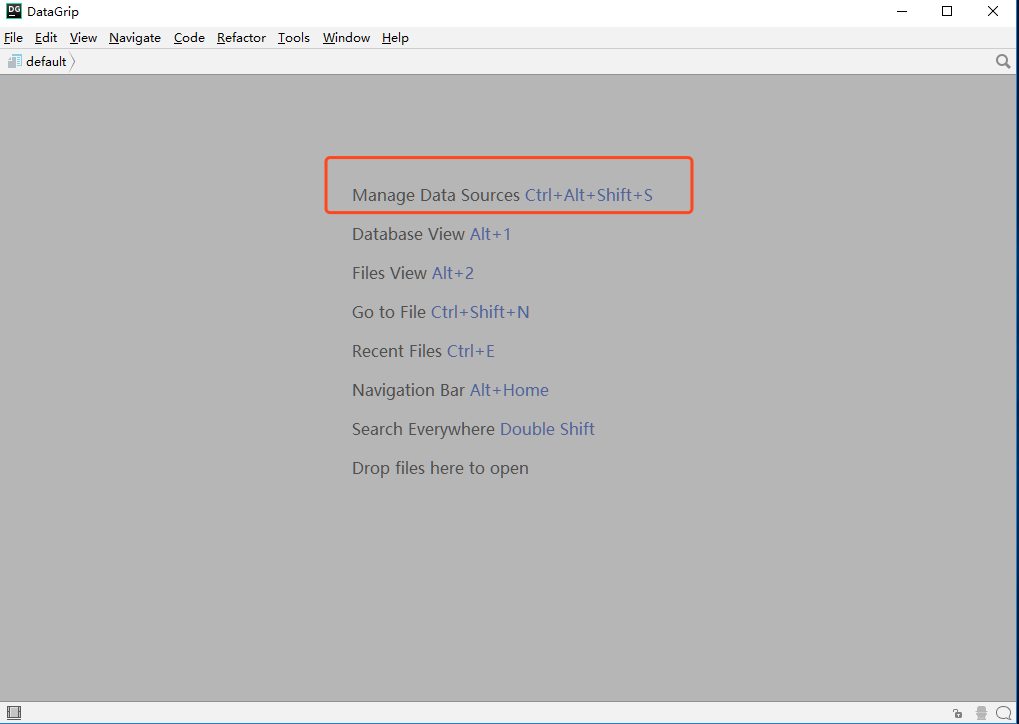 DG DataGrip
File Edit View Navigate Code Refactor Tools Window Help
default
Manage Data Sources Ctrl+Alt+Shift+S
Database View Alt+1
Files View Alt+2
Go to File Ctrl+Shift+N
Recent Files Ctrl+E
Navigation Bar Alt+Home
Search Everywhere Double Shift
Drop files here to open